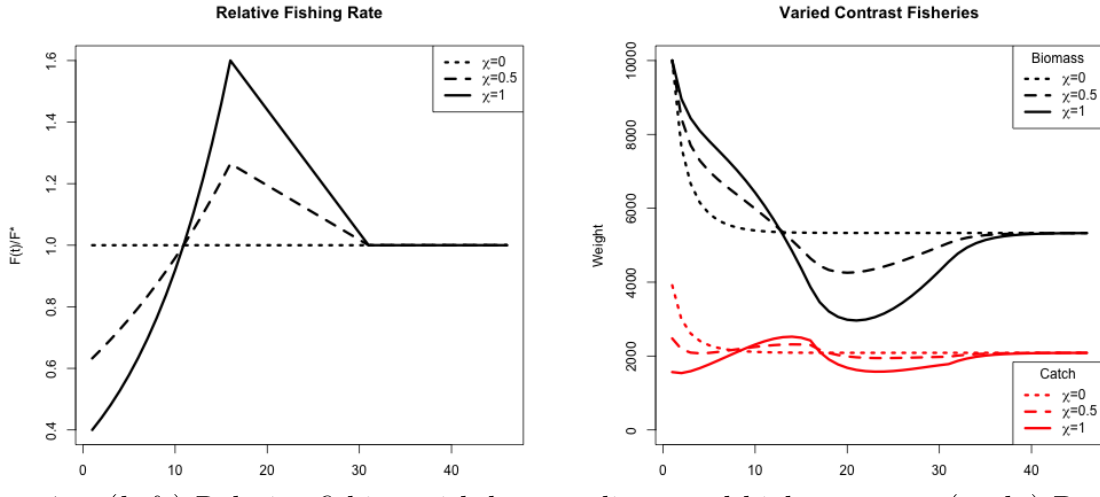 Relative Fishing Rate
F(t)/F*
1.6
1.4
1.2
1.0
0.8
0.6
0.4
0
10
20
30
40
χ=0
χ=0.5
χ=1
Varied Contrast Fisheries
Weight
10000
8000
6000
4000
2000
0
0
10
20
30
40
Biomass
χ=0
χ=0.5
χ=1
Catch
χ=0
χ=0.5
χ=1